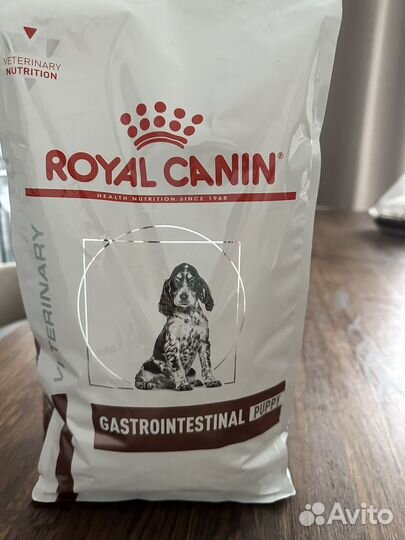 VETERINARY
NUTRITION
ROYAL CANIN®
HEALTH NUTRITION SINCE 1968
VETERINARY
GASTROINTESTINAL PUPPY
Avito